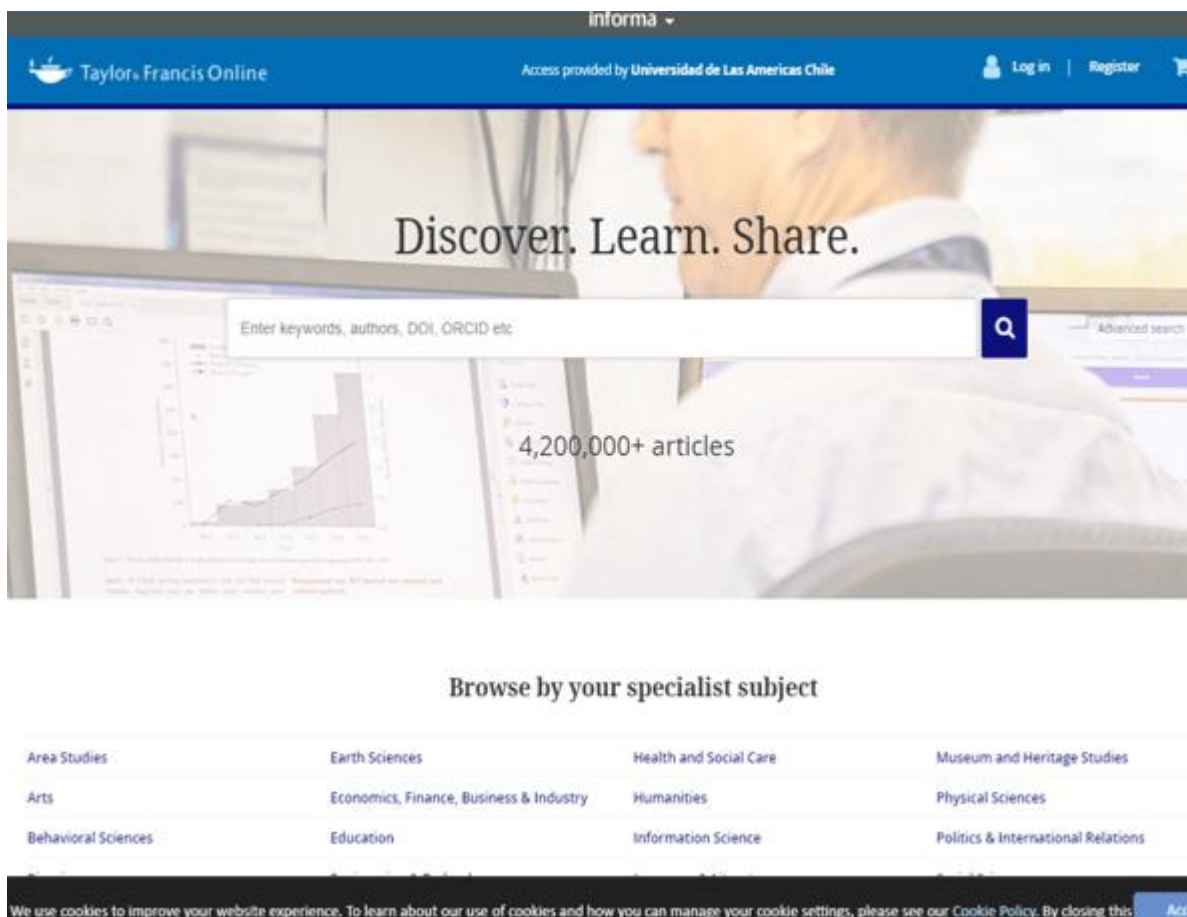 informa
Taylor & Francis Online
Access provided by Universidad de Las Americas Chile
Log in | Register
Discover. Learn. Share.
Enter keywords, authors, DOI, ORCID etc
Advanced search
4,200,000+ articles
Browse by your specialist subject
Area Studies
Earth Sciences
Health and Social Care
Museum and Heritage Studies
Arts
Economics, Finance, Business & Industry
Humanities
Physical Sciences
Behavioral Sciences
Education
Information Science
Politics & International Relations
We use cookies to improve your website experience. To learn about our use of cookies and how you can manage your cookie settings, please see our Cookie Policy. By closing this